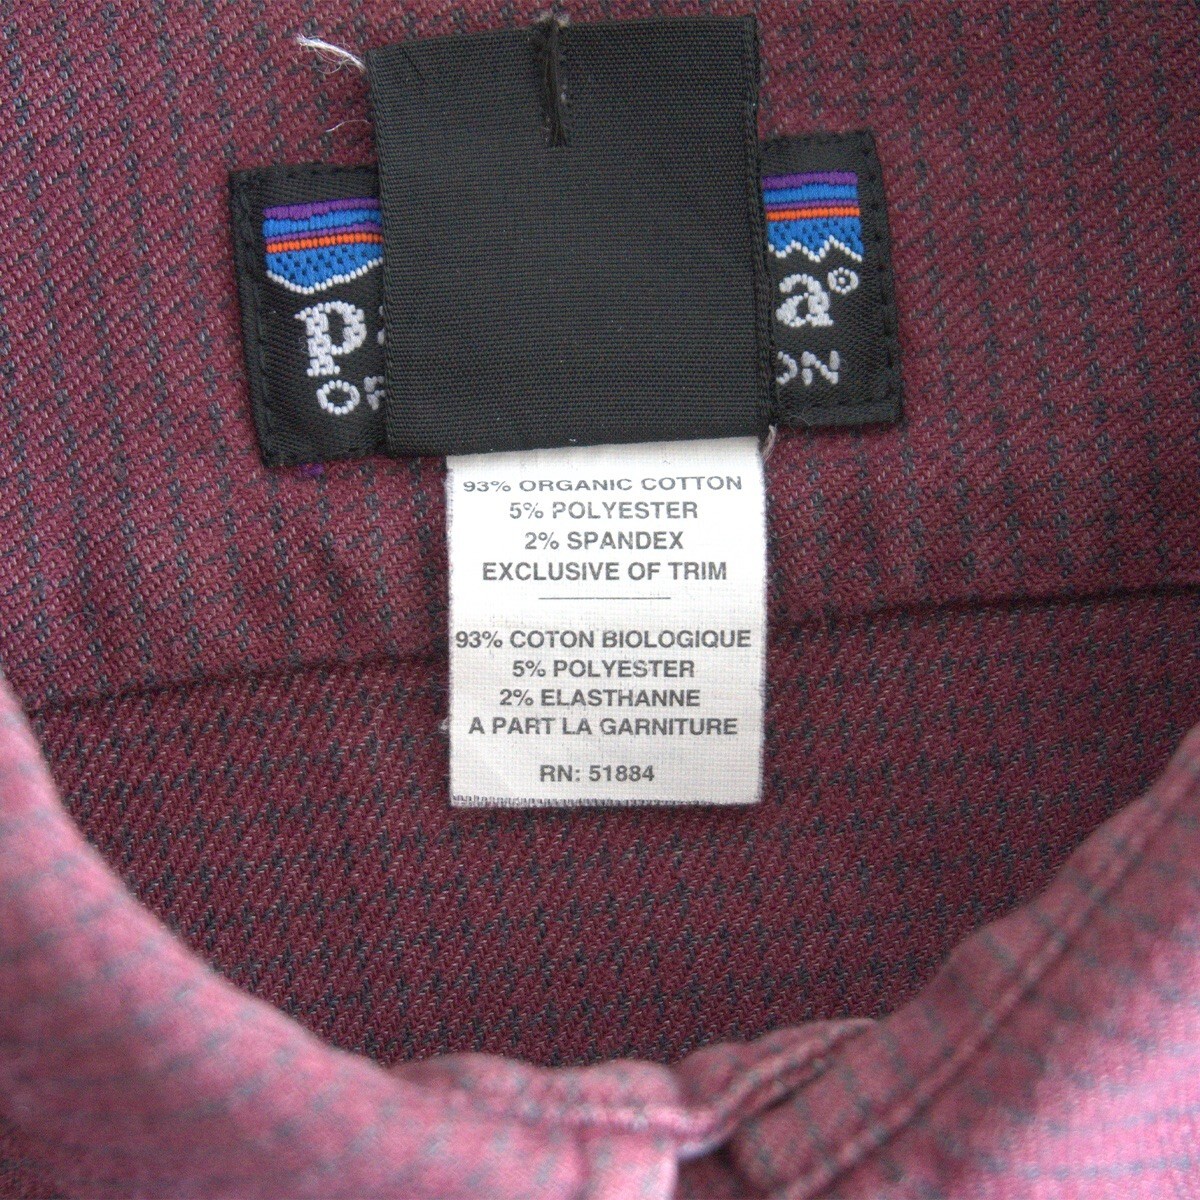 p a®
O ON
93% ORGANIC COTTON
5% POLYESTER
2% SPANDEX
EXCLUSIVE OF TRIM
93% COTON BIOLOGIQUE
5% POLYESTER
2% ELASTHANNE
A PART LA GARNITURE
RN: 51884